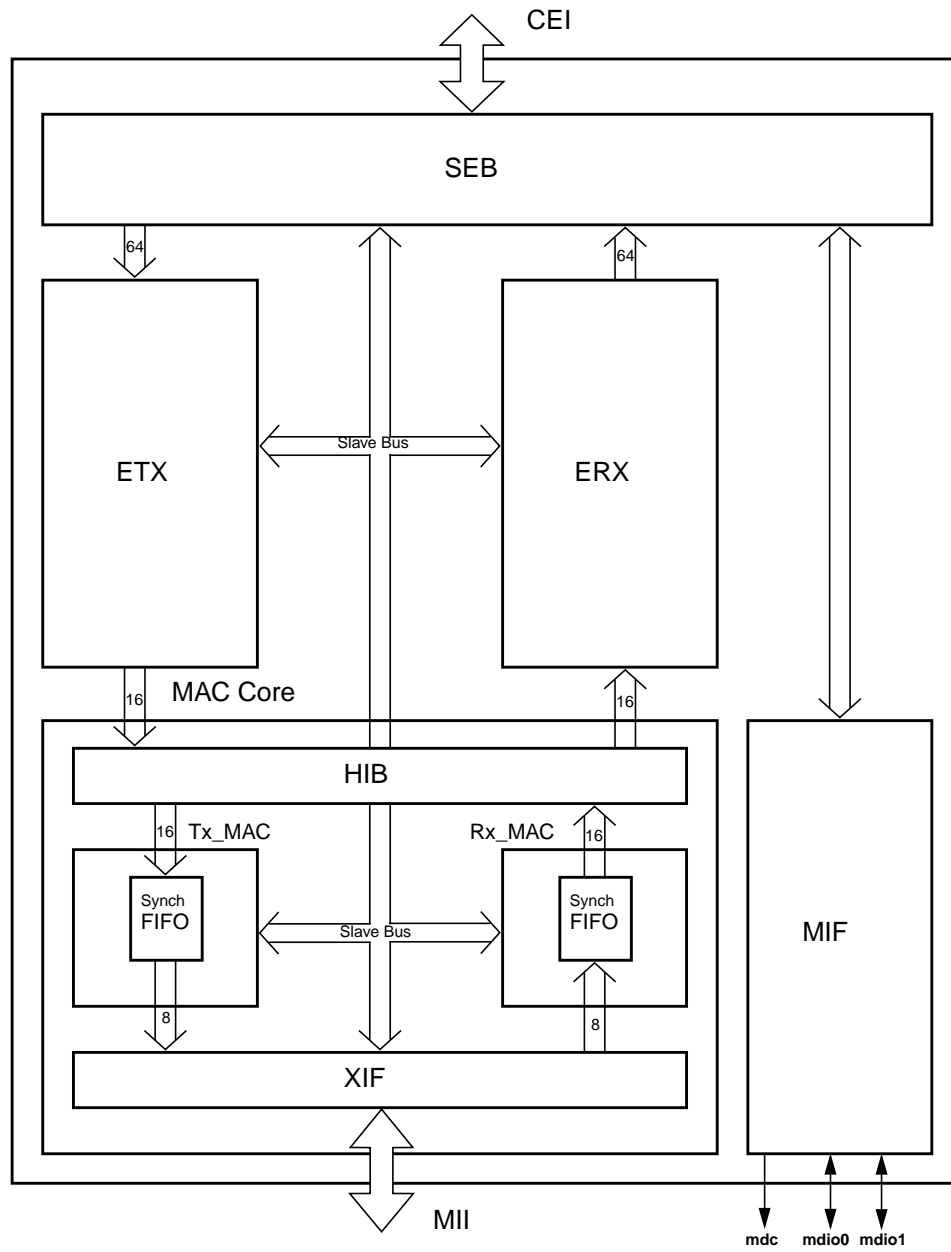 CEI
SEB
64
64
Slave Bus
ETX
ERX
16
MAC Core
16
HIB
16
Tx_MAC
Rx_MAC
16
Synch
FIFO
Synch
FIFO
Slave Bus
MIF
8
8
XIF
MII
mdc
mdio0
mdio1